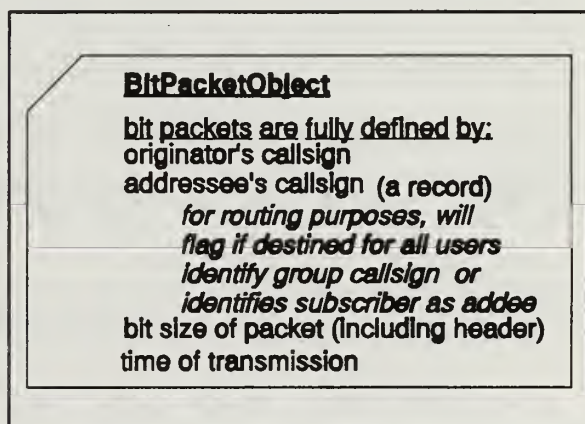 BitPacketObject
bit packets are fully defined by:
originator's callsign
addressee's callsign (a record)
for routing purposes, will
flag if destined for all users
identify group callsign or
identifies subscriber as addee
bit size of packet (including header)
time of transmission